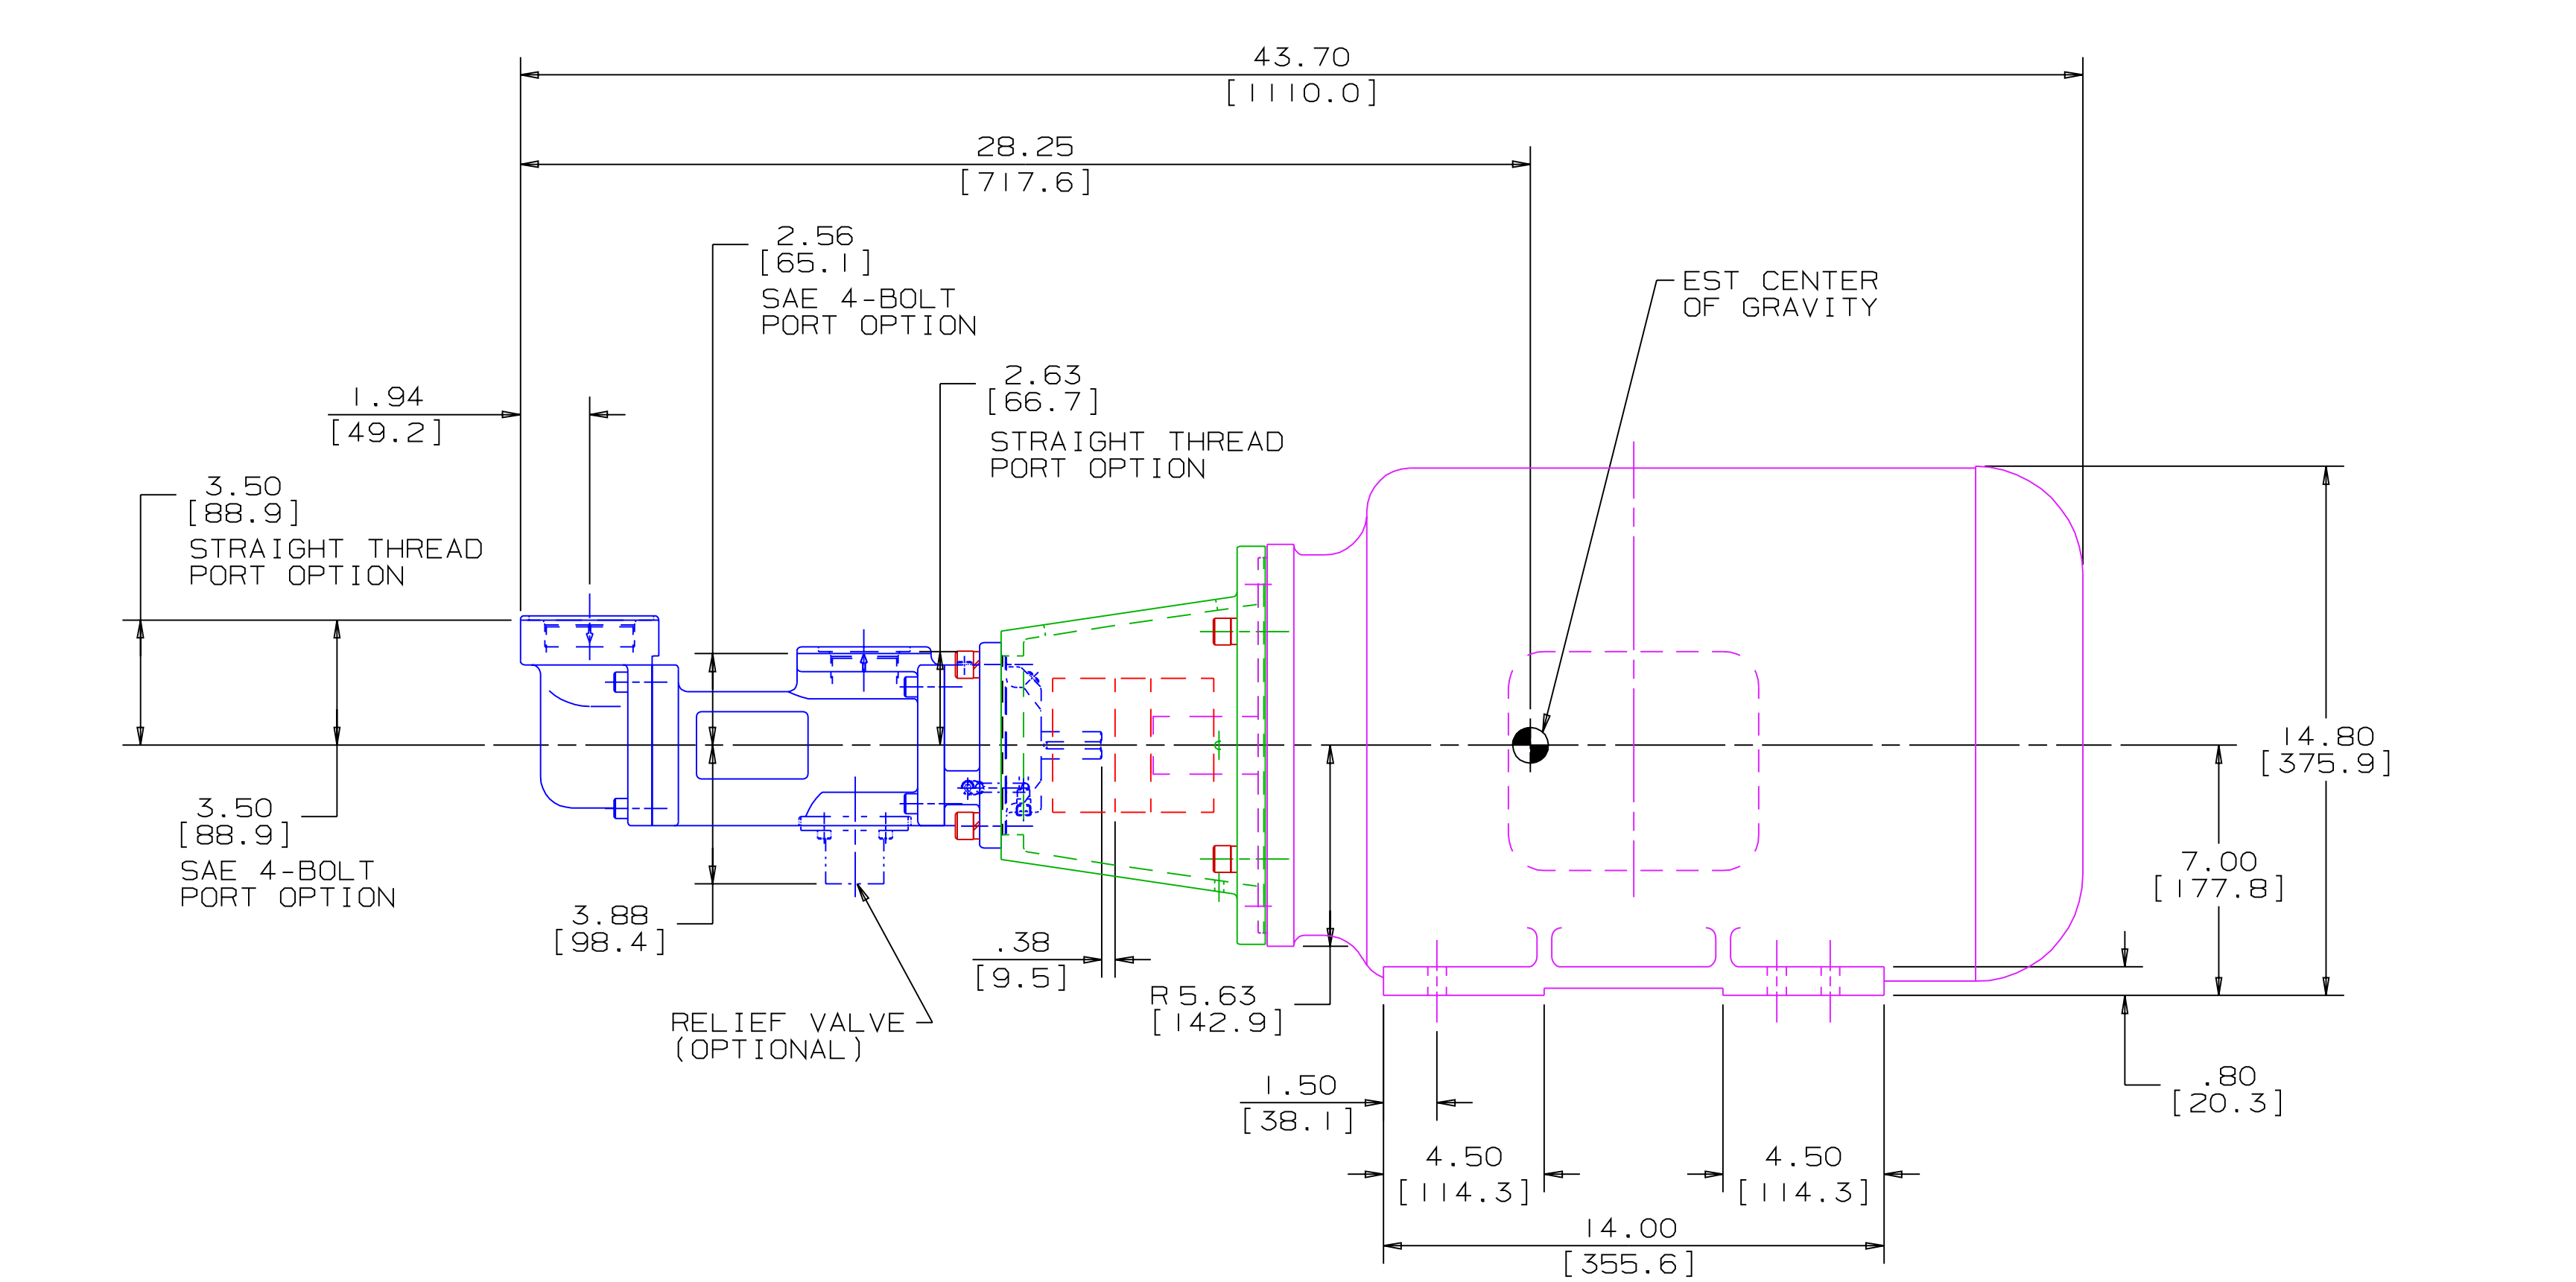 43.70
[1110.0]
28.25
[717.6]
2.56
[65.1]
SAE 4-BOLT
PORT OPTION
EST CENTER
OF GRAVITY
2.63
[66.7]
STRAIGHT THREAD
PORT OPTION
1.94
[49.2]
3.50
[88.9]
STRAIGHT THREAD
PORT OPTION
14.80
[375.9]
3.50
[88.9]
SAE 4-BOLT
PORT OPTION
7.00
[177.8]
3.88
[98.4]
.38
[9.5]
R 5.63
[142.9]
RELIEF VALVE
(OPTIONAL)
1.50
[38.1]
.80
[20.3]
4.50
[114.3]
4.50
[114.3]
14.00
[355.6]